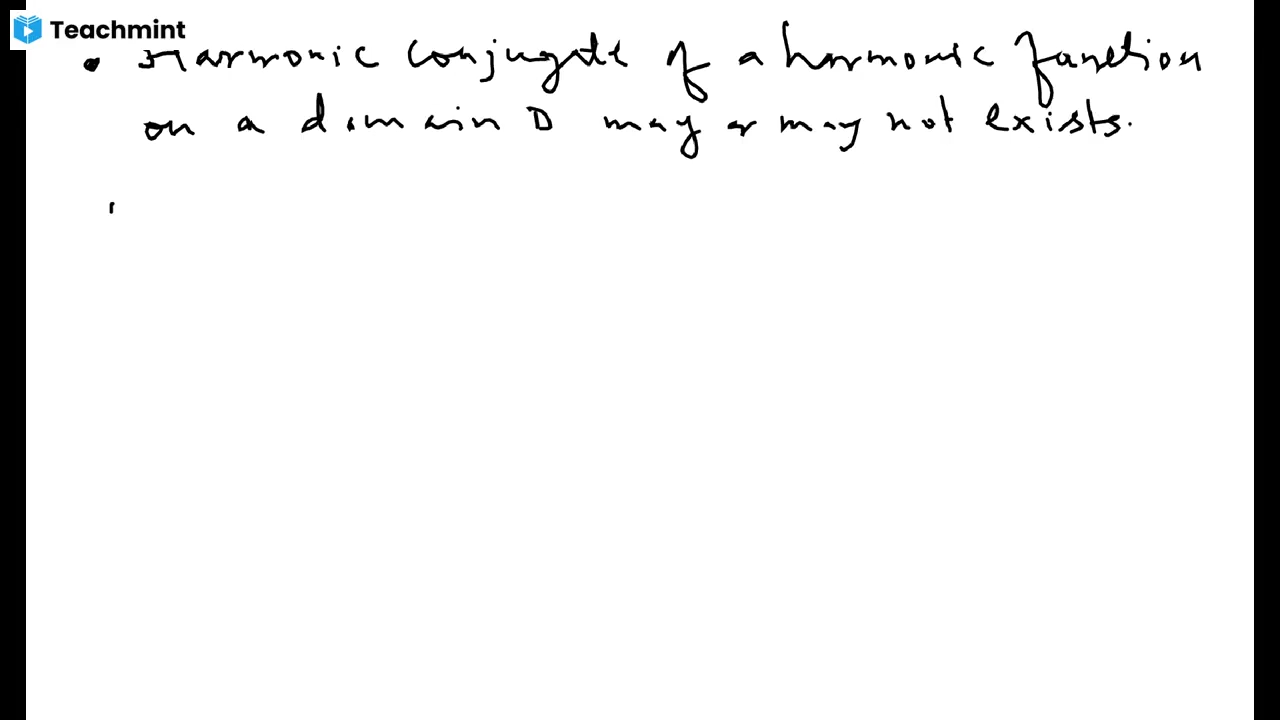 Teachmint
• Harmonic conjugate of a harmonic function
on a domain D may or may not exists.